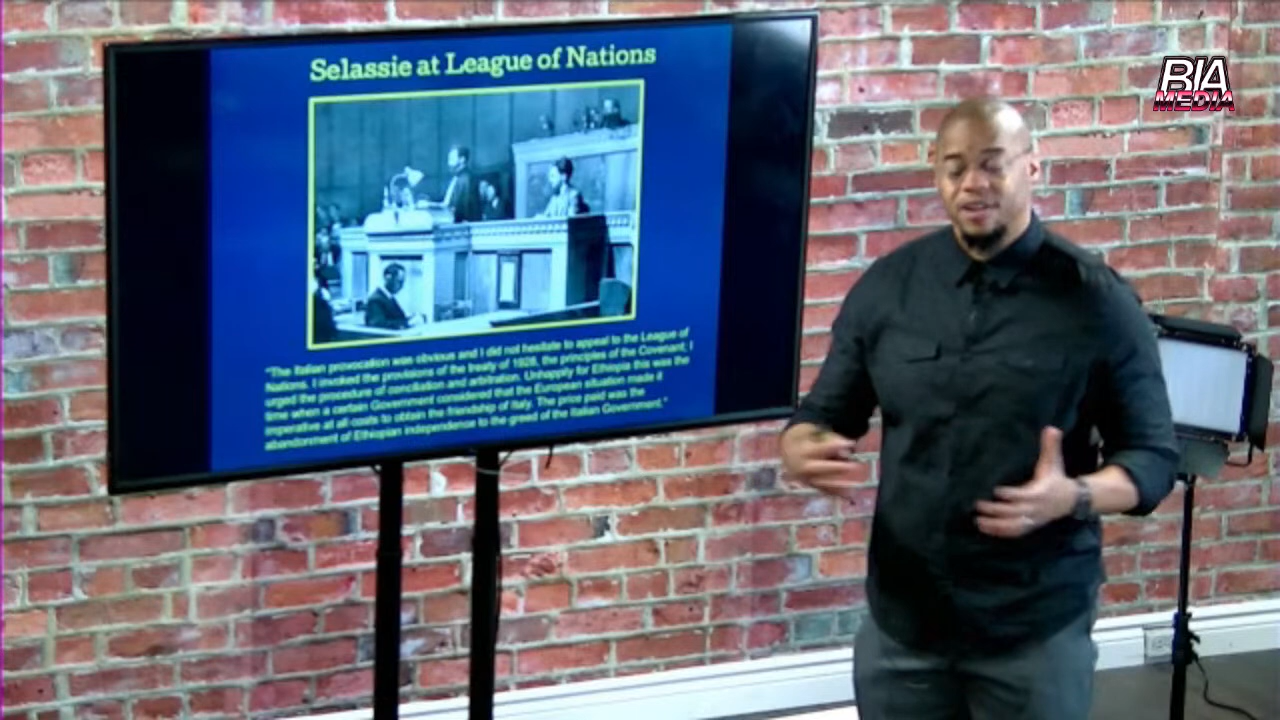 Selassie at League of Nations
BIA
MEDIA
"The Italian provocation was obvious and I did not hesitate to appeal to the League of
Nations. I invoked the provisions of the treaty of 1928, the principles of the Covenant; I
urged the procedure of conciliation and arbitration. Unhappily for Ethiopia this was the
time when a certain Government considered that the European situation made it
imperative at all costs to obtain the friendship of Italy. The price paid was the
abandonment of Ethiopian independence to the greed of the Italian Government."